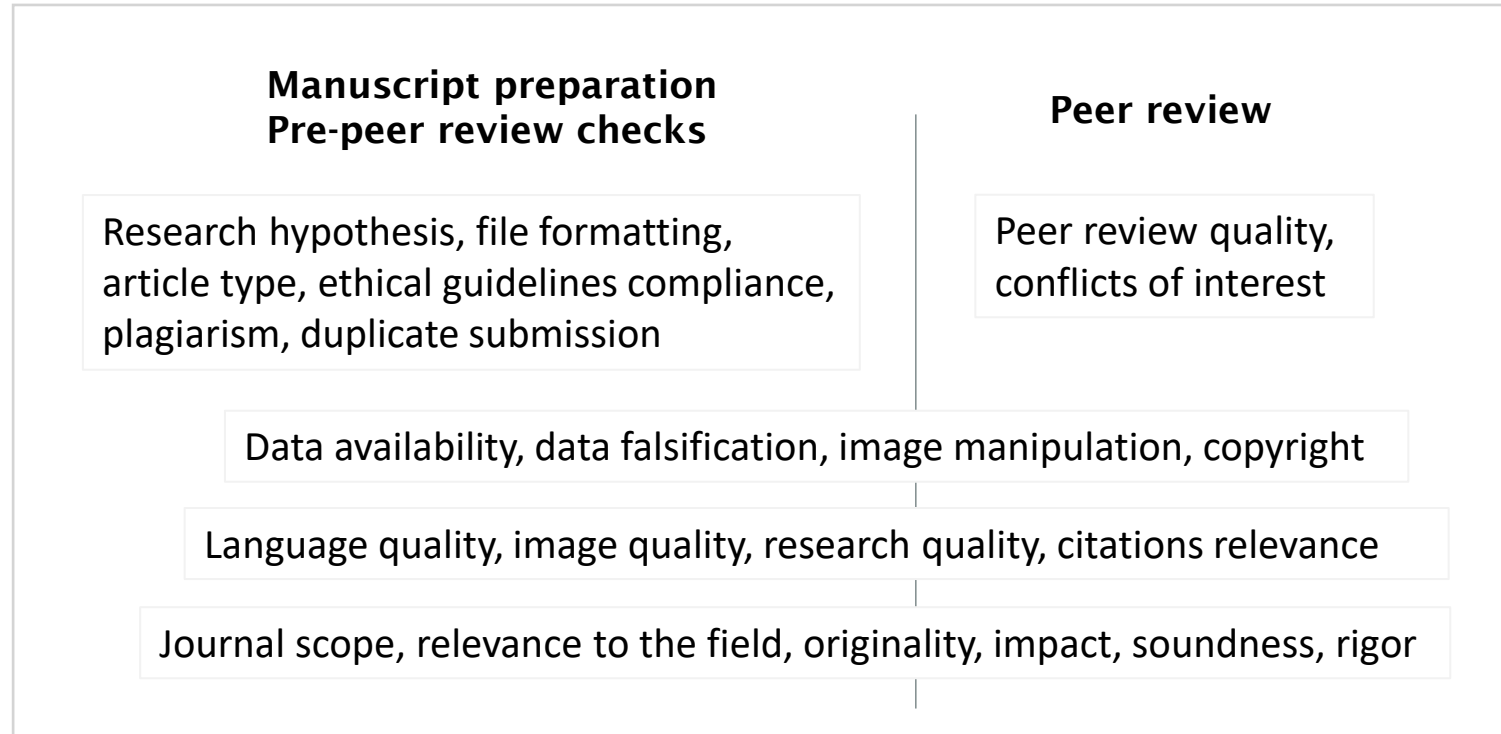 Manuscript preparation
Pre-peer review checks
Peer review
Research hypothesis, file formatting,
article type, ethical guidelines compliance,
plagiarism, duplicate submission
Peer review quality,
conflicts of interest
Data availability, data falsification, image manipulation, copyright
Language quality, image quality, research quality, citations relevance
Journal scope, relevance to the field, originality, impact, soundness, rigor